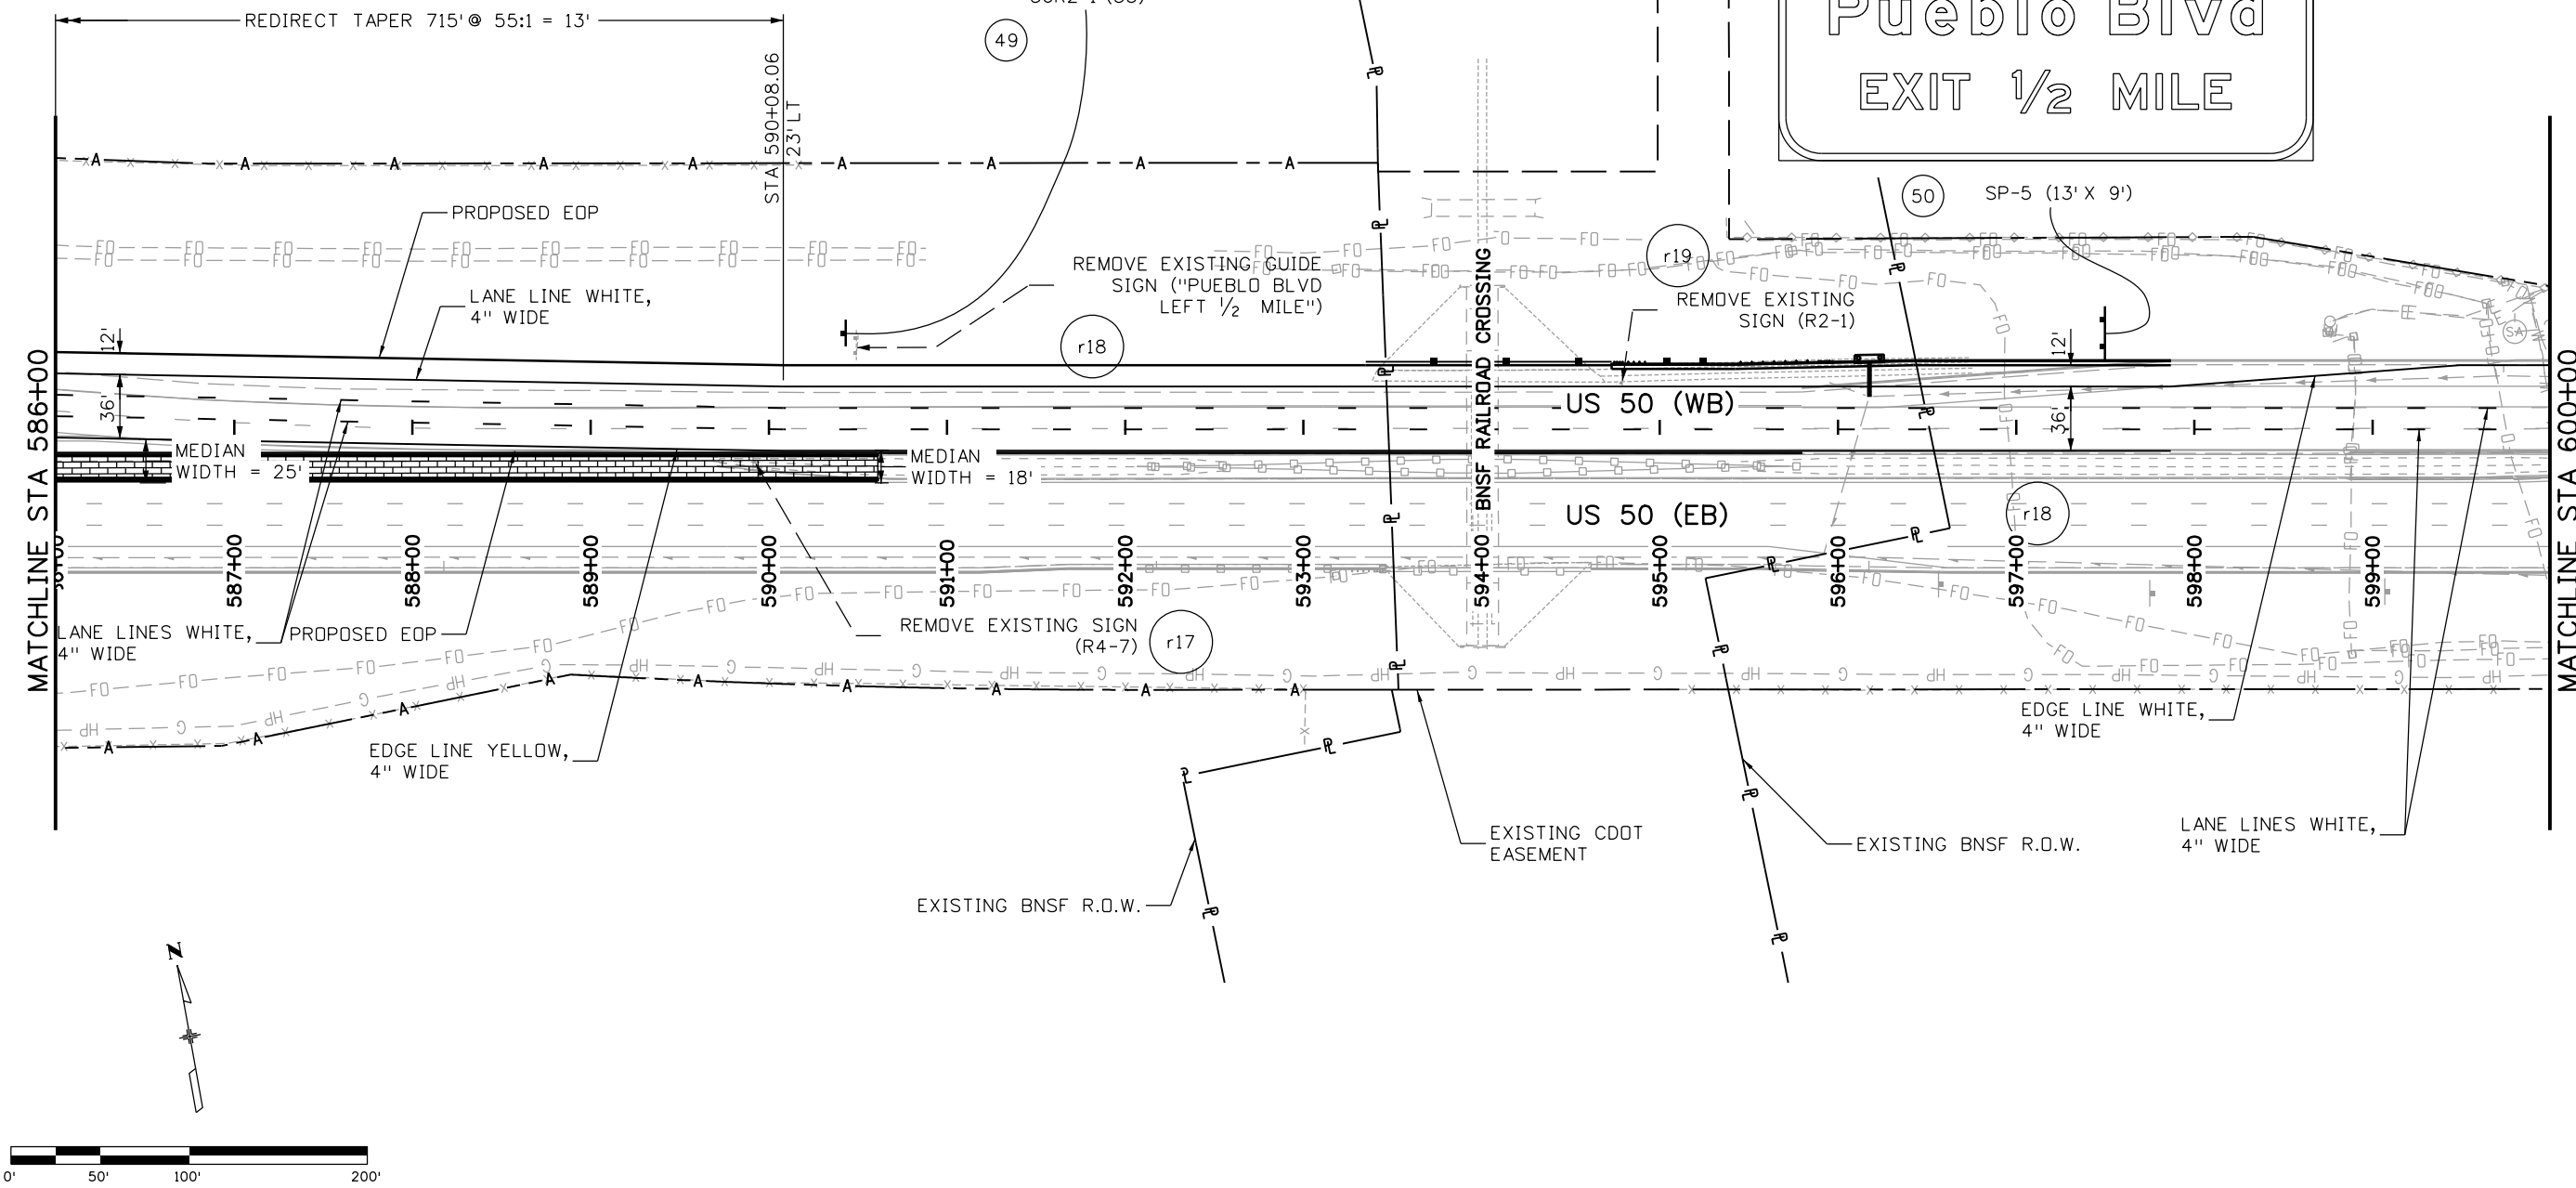 REDIRECT TAPER 715' @ 55:1 = 13'
49
Pueblo Blvd
EXIT ½ MILE
STA 590+08.06
23' LT
50
SP-5 (13' X 9')
PROPOSED EOP
LANE LINE WHITE,
4" WIDE
REMOVE EXISTING GUIDE
SIGN ("PUEBLO BLVD
LEFT ½ MILE")
r19
REMOVE EXISTING
SIGN (R2-1)
r18
12'
36'
12'
36'
MATCHLINE STA 586+00
MATCHLINE STA 600+00
BNSF RAILROAD CROSSING
US 50 (WB)
US 50 (EB)
MEDIAN
WIDTH = 25'
MEDIAN
WIDTH = 18'
r18
587+00
588+00
589+00
590+00
591+00
592+00
593+00
594+00
595+00
596+00
597+00
598+00
599+00
LANE LINES WHITE,
4" WIDE
PROPOSED EOP
REMOVE EXISTING SIGN
(R4-7)
r17
EDGE LINE YELLOW,
4" WIDE
EDGE LINE WHITE,
4" WIDE
EXISTING CDOT
EASEMENT
EXISTING BNSF R.O.W.
LANE LINES WHITE,
4" WIDE
EXISTING BNSF R.O.W.
N
0' 50' 100' 200'